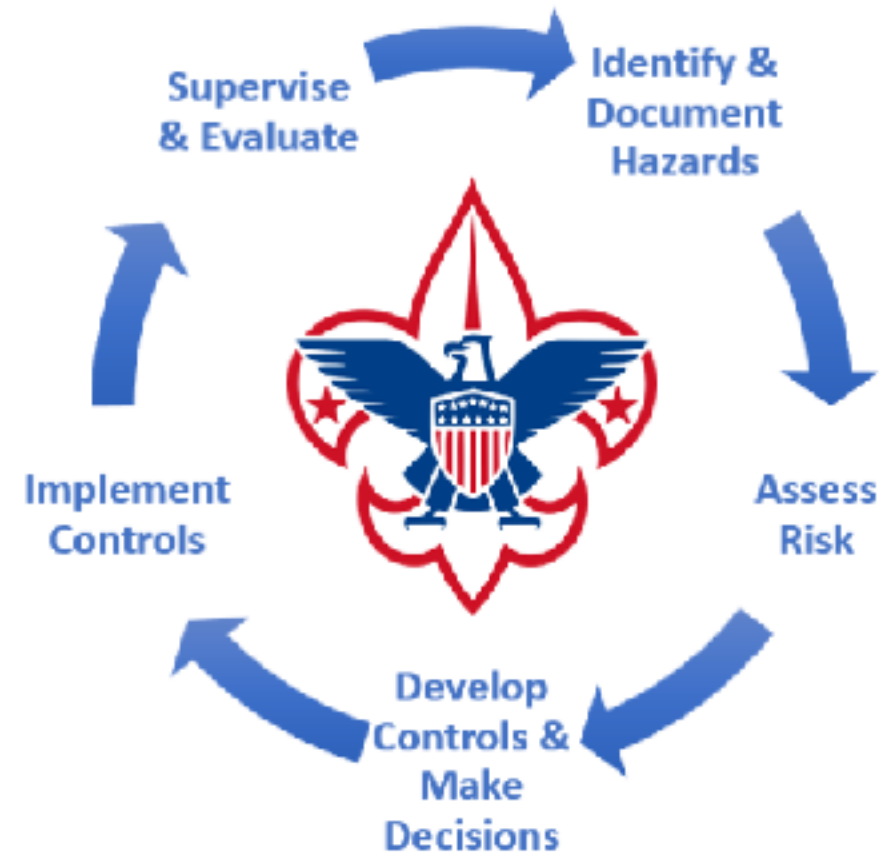 Supervise
& Evaluate
Identify &
Document
Hazards
Assess
Risk
Develop
Controls &
Make
Decisions
Implement
Controls